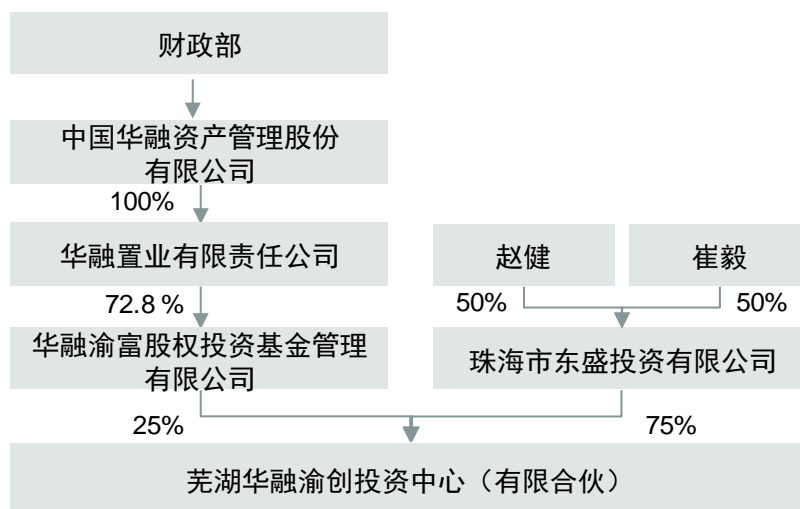 财政部
中国华融资产管理股份
有限公司
100%
华融置业有限责任公司
赵健
崔毅
72.8 %
50%
50%
华融渝富股权投资基金管理
有限公司
珠海市东盛投资有限公司
25%
75%
芜湖华融渝创投资中心（有限合伙）